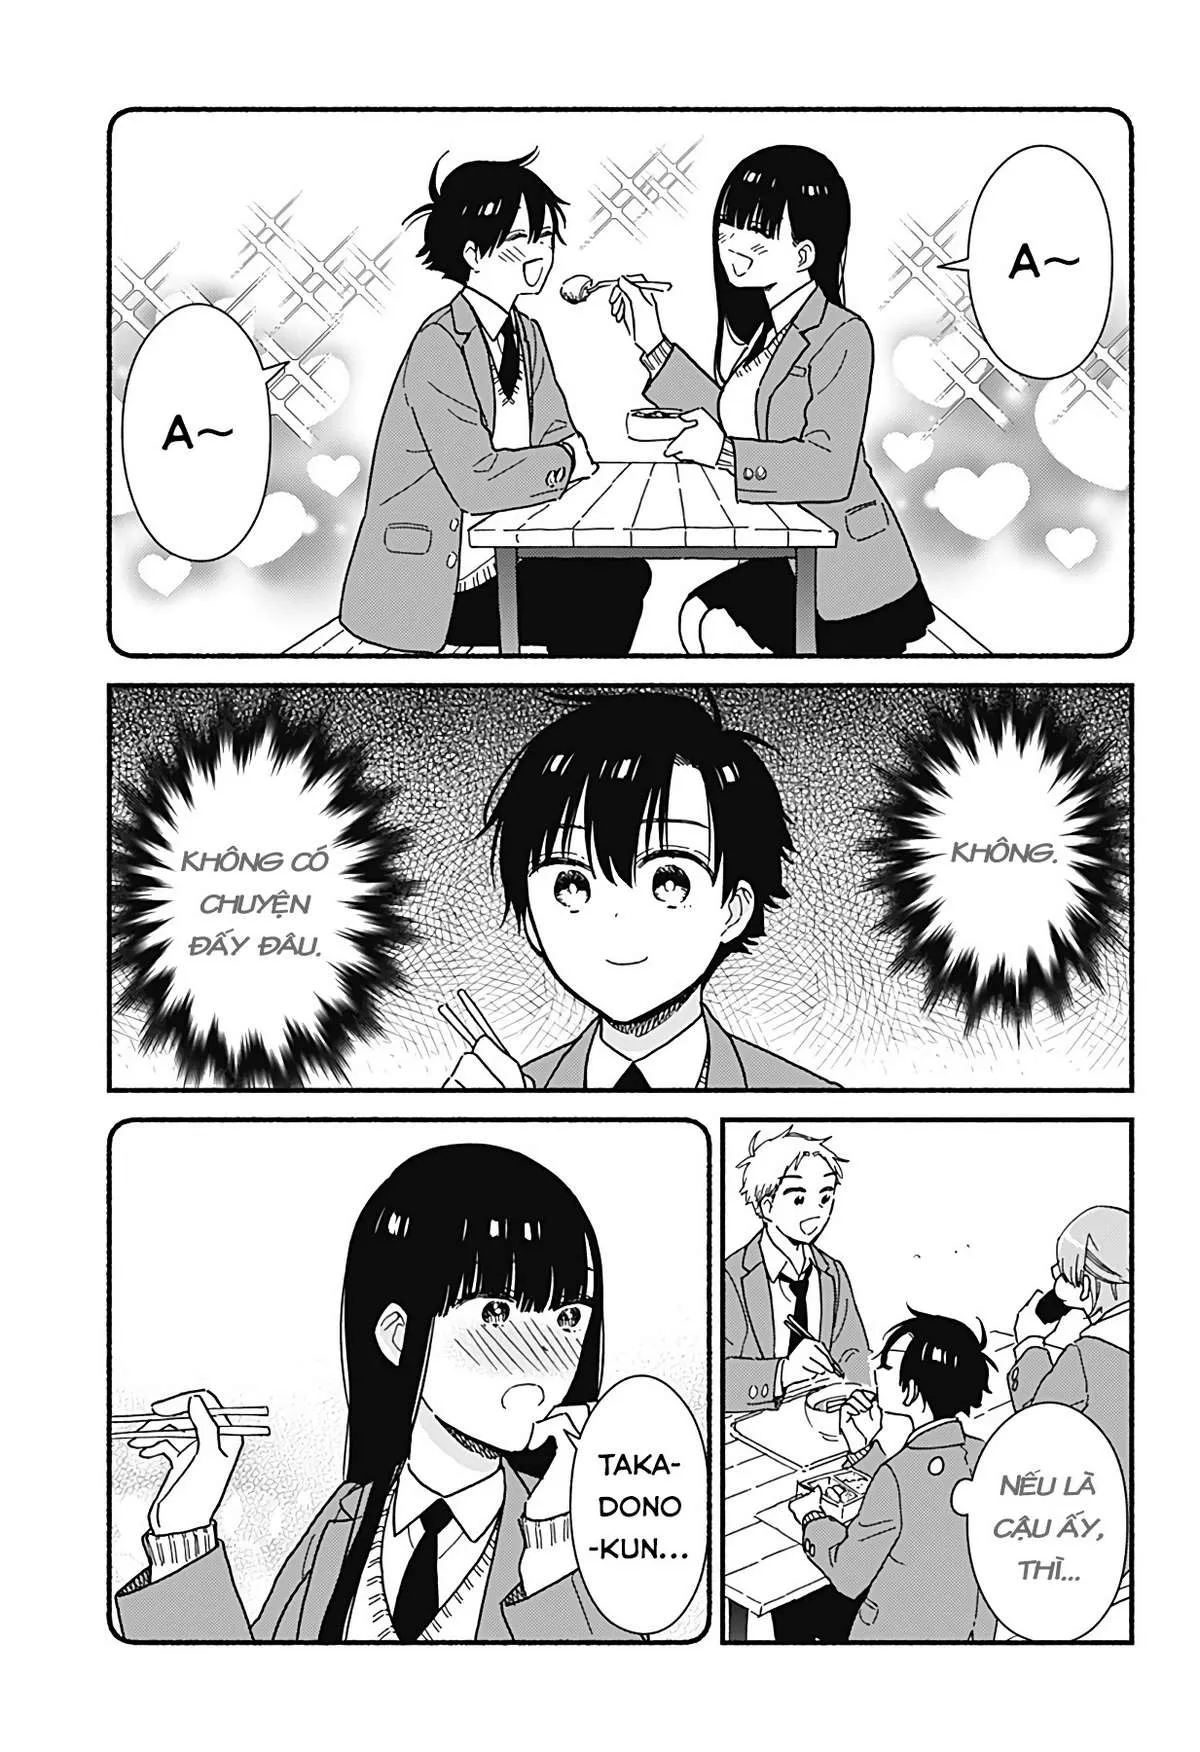 A~
A~
KHÔNG.
KHÔNG CÓ
CHUYỆN
ĐẤY ĐÂU.
NẾU LÀ
CẬU ẤY,
THÌ...
TAKA-
DONO
-KUN...